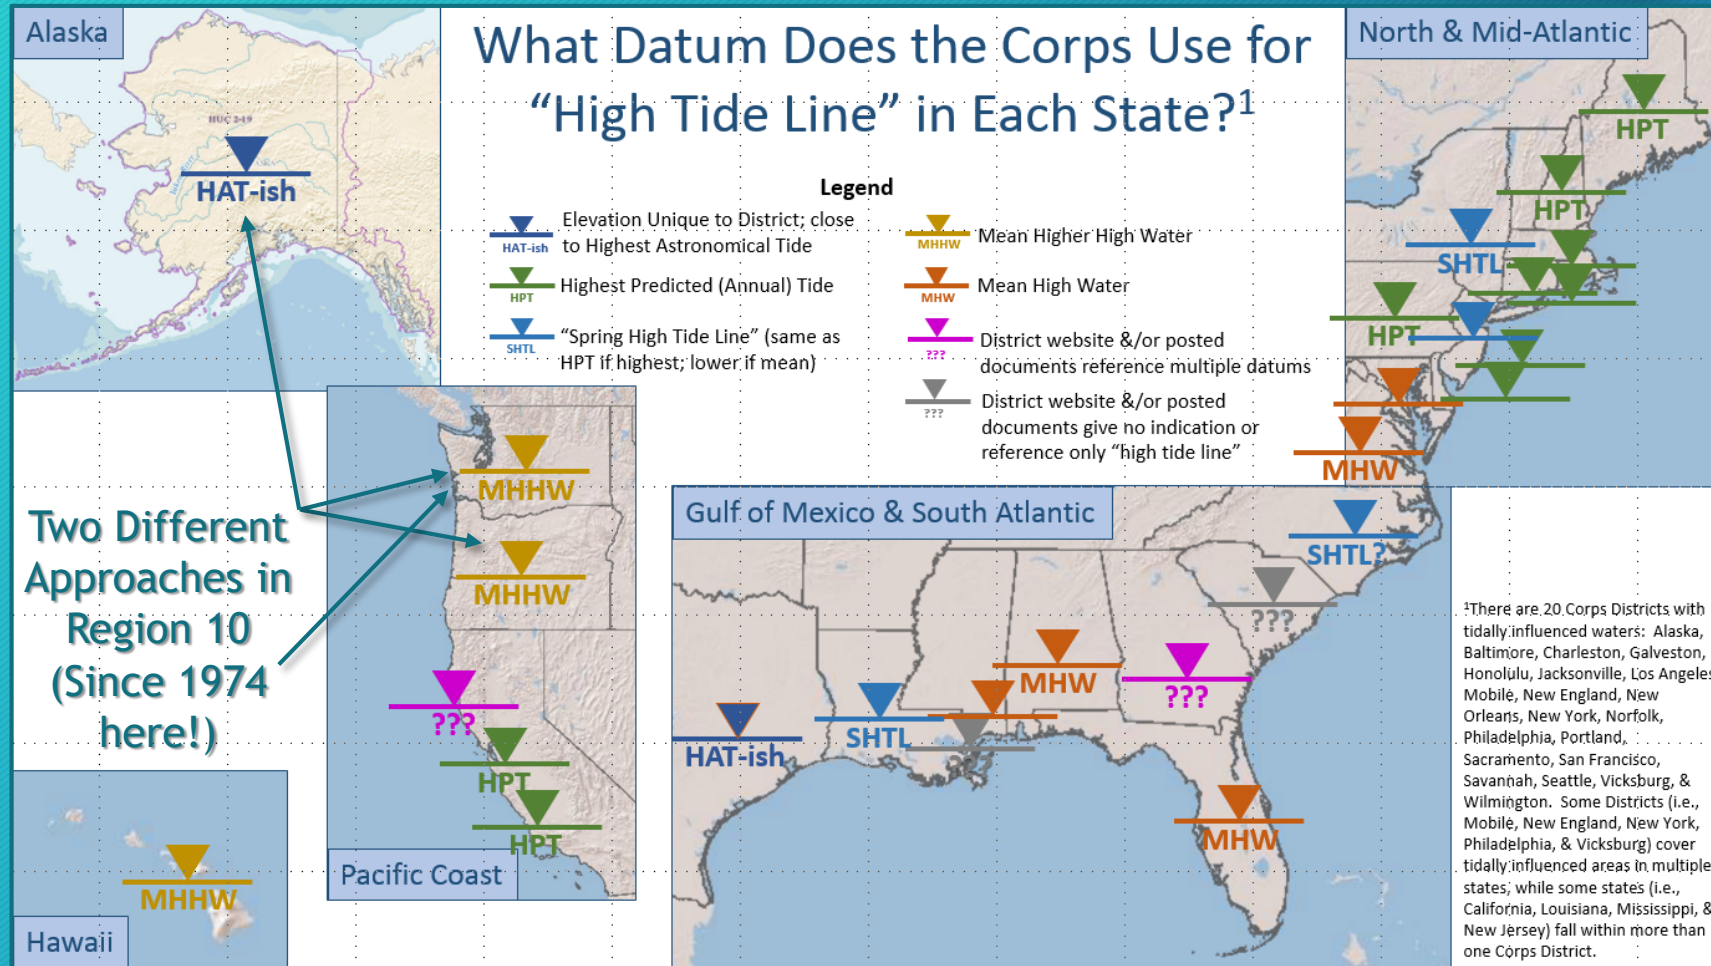 Alaska
What Datum Does the Corps Use for
“High Tide Line” in Each State?1
North & Mid-Atlantic
HUC 2-19
HAT-ish
Legend
HAT-ish
Elevation Unique to District; close
to Highest Astronomical Tide
HPT
Highest Predicted (Annual) Tide
SHTL
“Spring High Tide Line” (same as
HPT if highest; lower if mean)
MHHW
Mean Higher High Water
MHW
Mean High Water
???
District website &/or posted
documents reference multiple datums
???
District website &/or posted
documents give no indication or
reference only “high tide line”
HPT
HPT
SHTL
HPT
MHW
MHHW
MHHW
???
HPT
HPT
Pacific Coast
Two Different
Approaches in
Region 10
(Since 1974
here!)
MHHW
Hawaii
Gulf of Mexico & South Atlantic
SHTL?
???
MHW
???
HAT-ish
SHTL
???
MHW
1There are 20 Corps Districts with
tidally influenced waters: Alaska,
Baltimore, Charleston, Galveston,
Honolulu, Jacksonville, Los Angeles
Mobile, New England, New
Orleans, New York, Norfolk,
Philadelphia, Portland,
Sacramento, San Francisco,
Savannah, Seattle, Vicksburg, &
Wilmington. Some Districts (i.e.,
Mobile, New England, New York,
Philadelphia, & Vicksburg) cover
tidally influenced areas in multiple
states, while some states (i.e.,
California, Louisiana, Mississippi, &
New Jersey) fall within more than
one Corps District.